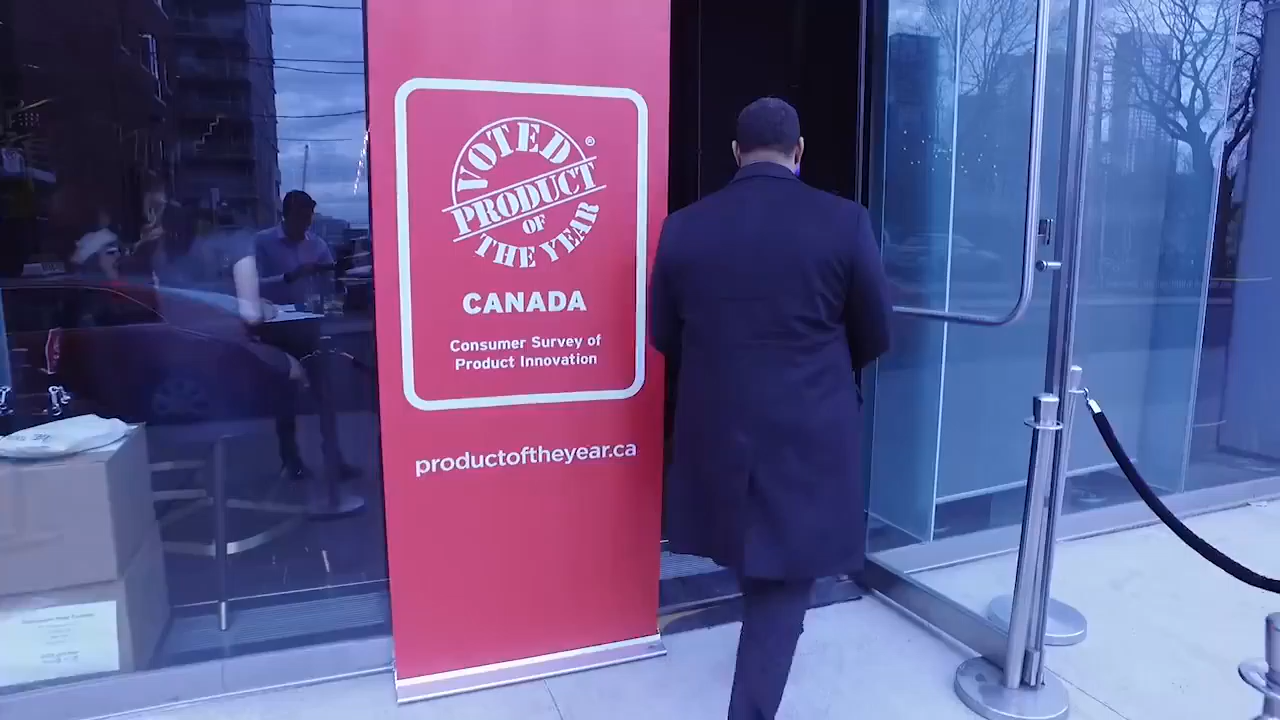 VOTED
PRODUCT
OF
THE YEAR
®
CANADA
Consumer Survey of
Product Innovation
productoftheyear.ca